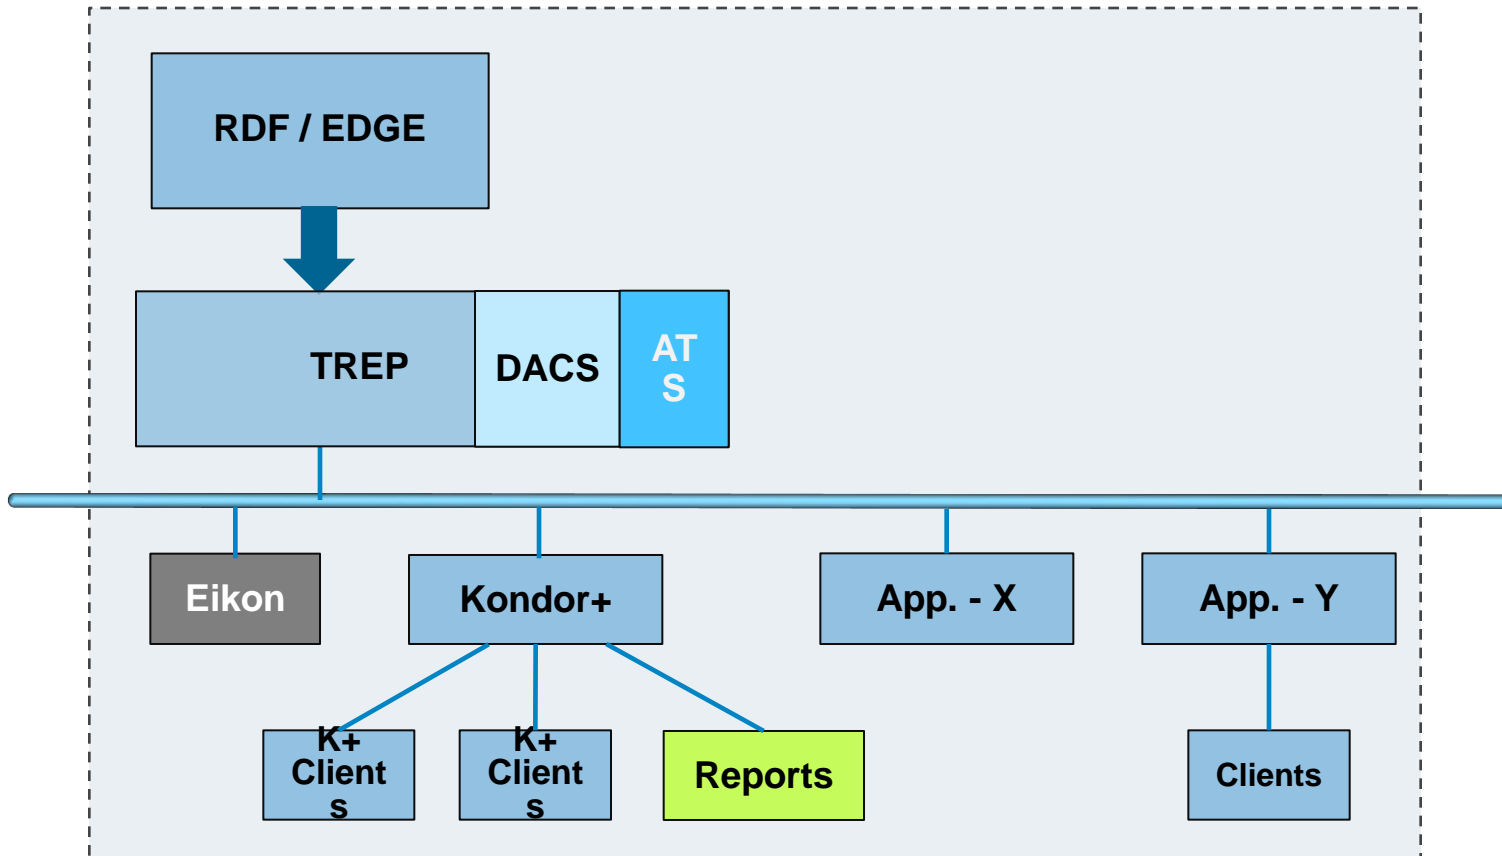 RDF / EDGE
TREP
DACS
AT
S
Eikon
Kondor+
App. - X
App. - Y
K+
Client
s
K+
Client
s
Reports
Clients